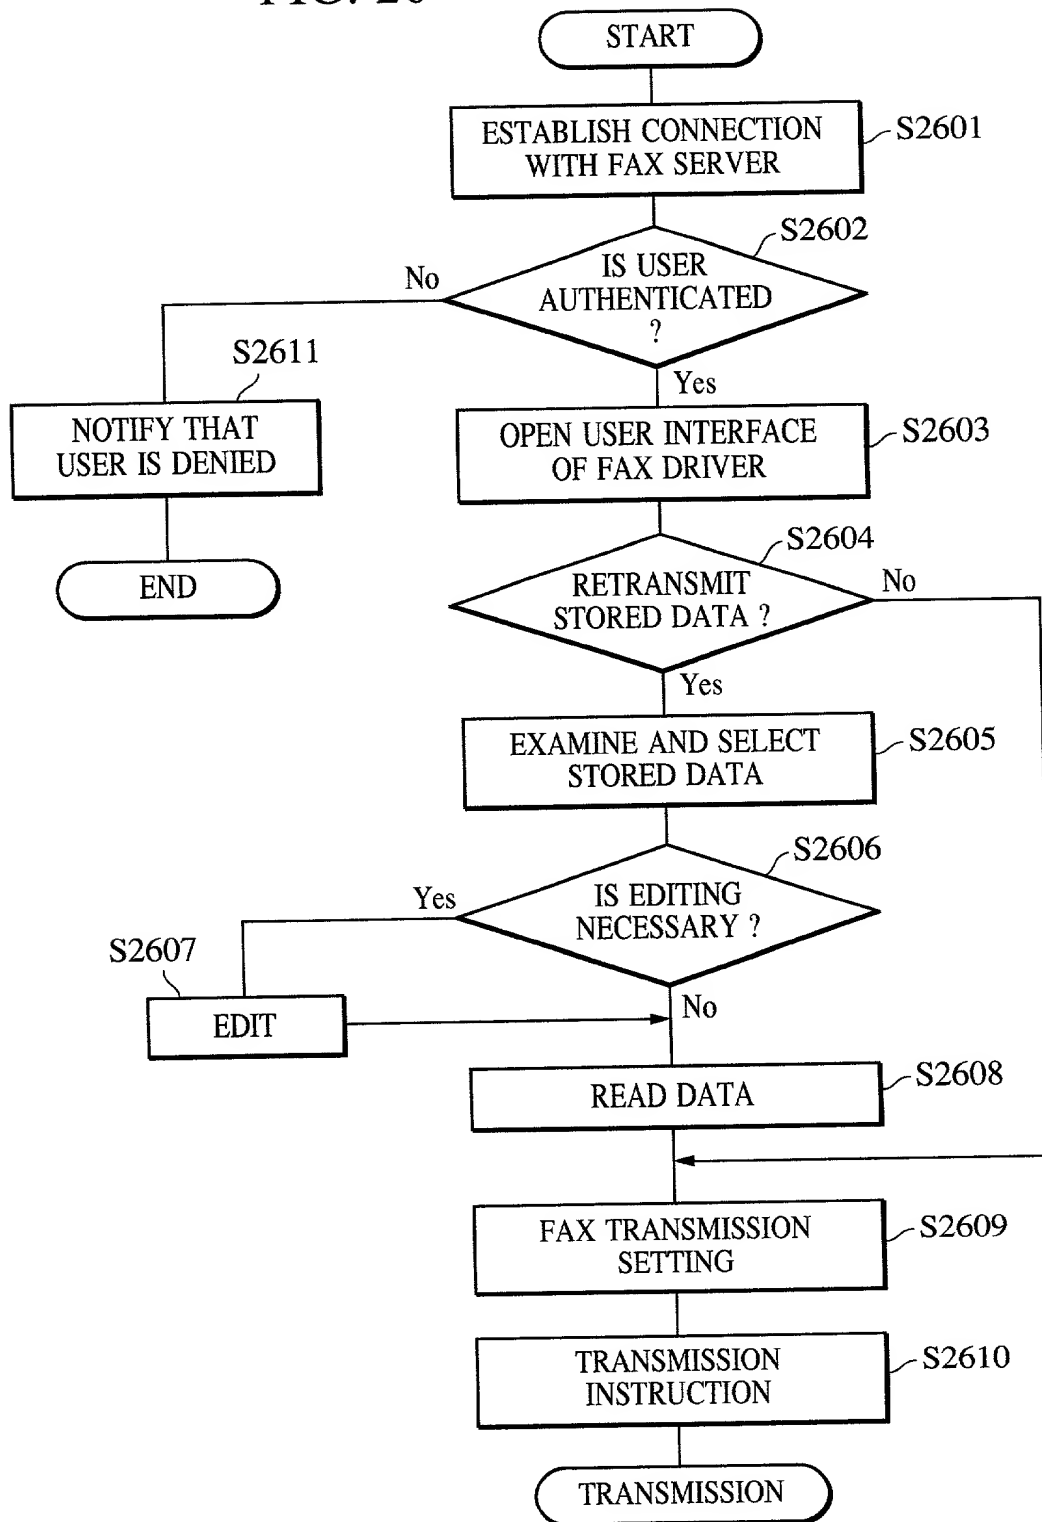 START
ESTABLISH CONNECTION
WITH FAX SERVER
S2601
S2602
IS USER
AUTHENTICATED
?
No
Yes
S2611
NOTIFY THAT
USER IS DENIED
END
OPEN USER INTERFACE
OF FAX DRIVER
S2603
S2604
RETRANSMIT
STORED DATA ?
No
Yes
EXAMINE AND SELECT
STORED DATA
S2605
S2606
IS EDITING
NECESSARY ?
Yes
No
S2607
EDIT
READ DATA
S2608
FAX TRANSMISSION
SETTING
S2609
TRANSMISSION
INSTRUCTION
S2610
TRANSMISSION